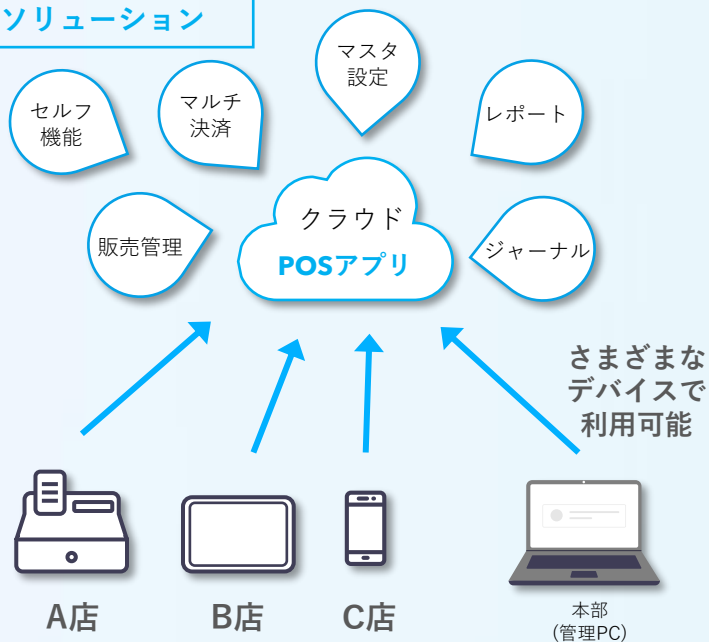 ソリューション
マスタ
設定
セルフ
機能
マルチ
決済
レポート
販売管理
クラウド
POSアプリ
ジャーナル
さまざまな
デバイスで
利用可能
A店
B店
C店
本部
(管理PC)